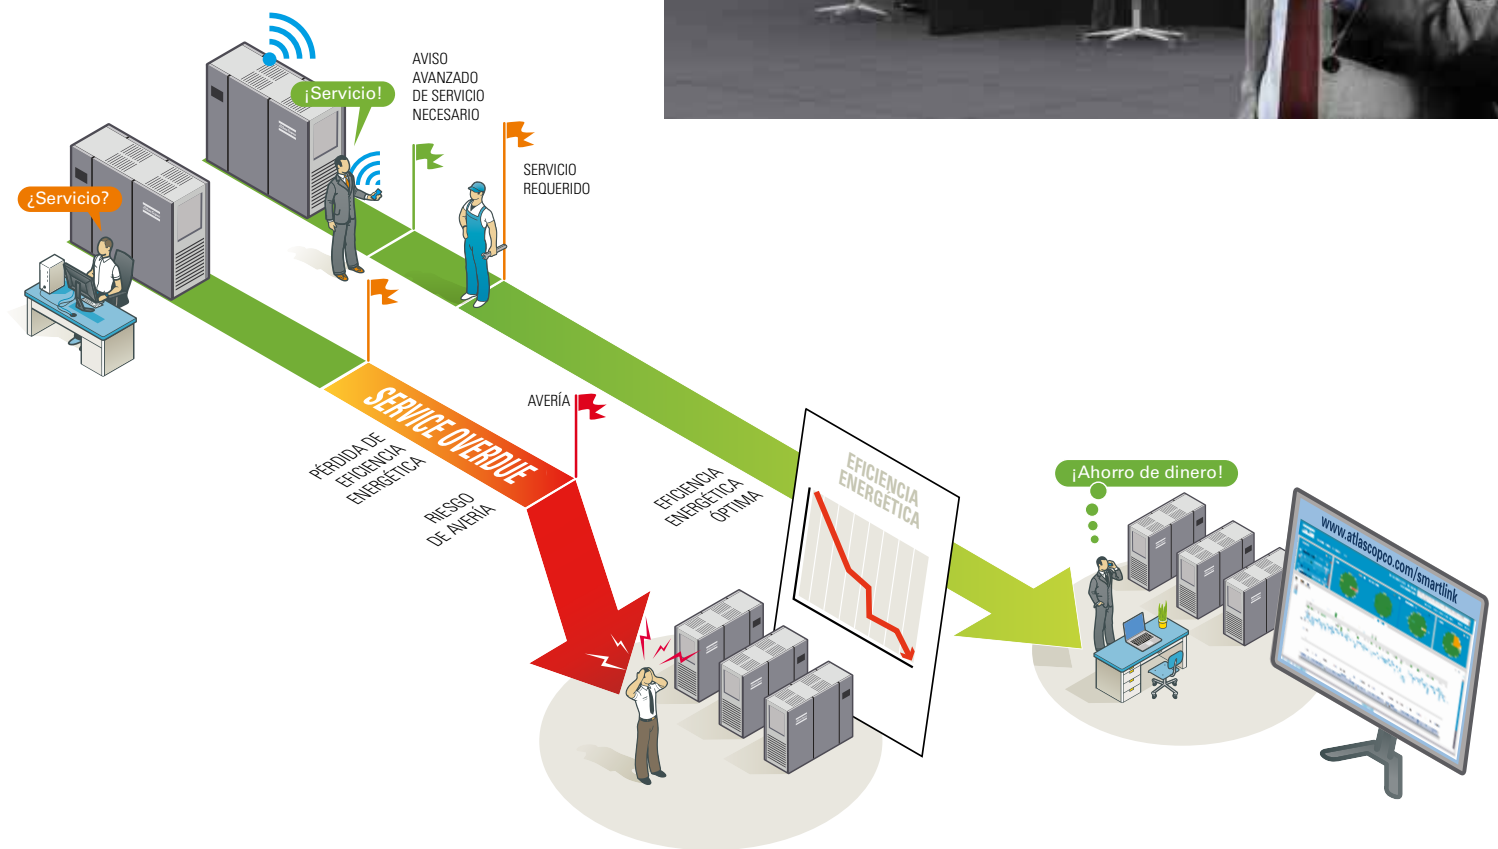 ¡Servicio!
AVISO
AVANZADO
DE SERVICIO
NECESARIO
SERVICIO
REQUERIDO
¿Servicio?
SERVICE OVERDUE
AVERÍA
PÉRDIDA DE
EFICIENCIA
ENERGÉTICA
RIESGO
DE AVERÍA
EFICIENCIA
ENERGÉTICA
ÓPTIMA
EFICIENCIA
ENERGÉTICA
¡Ahorro de dinero!
www.atlascopco.com/smartlink